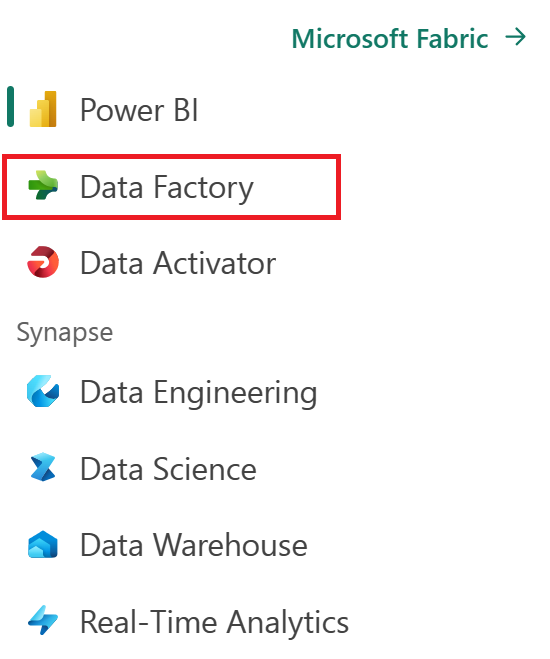 Microsoft Fabric →
Power BI
Data Factory
Data Activator
Synapse
Data Engineering
Data Science
Data Warehouse
Real-Time Analytics